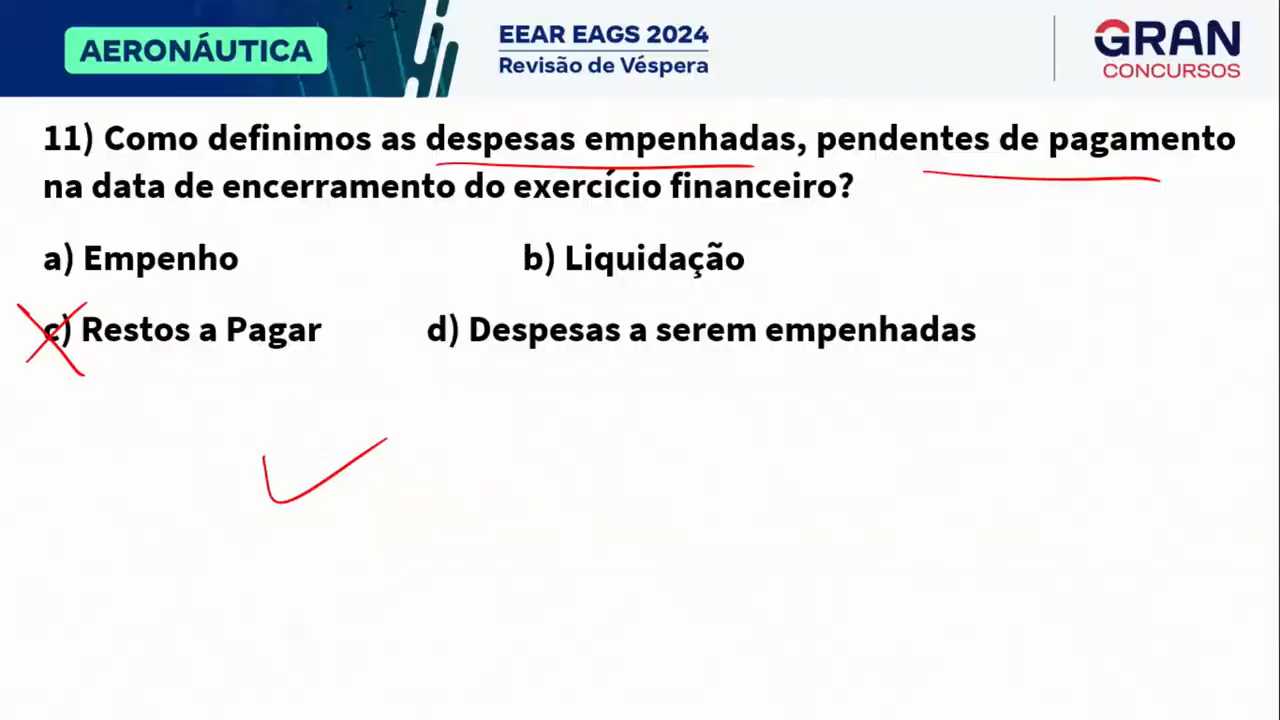 AERONÁUTICA
EEAR EAGS 2024
Revisão de Véspera
GRAN
CONCURSOS
11) Como definimos as despesas empenhadas, pendentes de pagamento
na data de encerramento do exercício financeiro?
a) Empenho b) Liquidação
c) Restos a Pagar d) Despesas a serem empenhadas